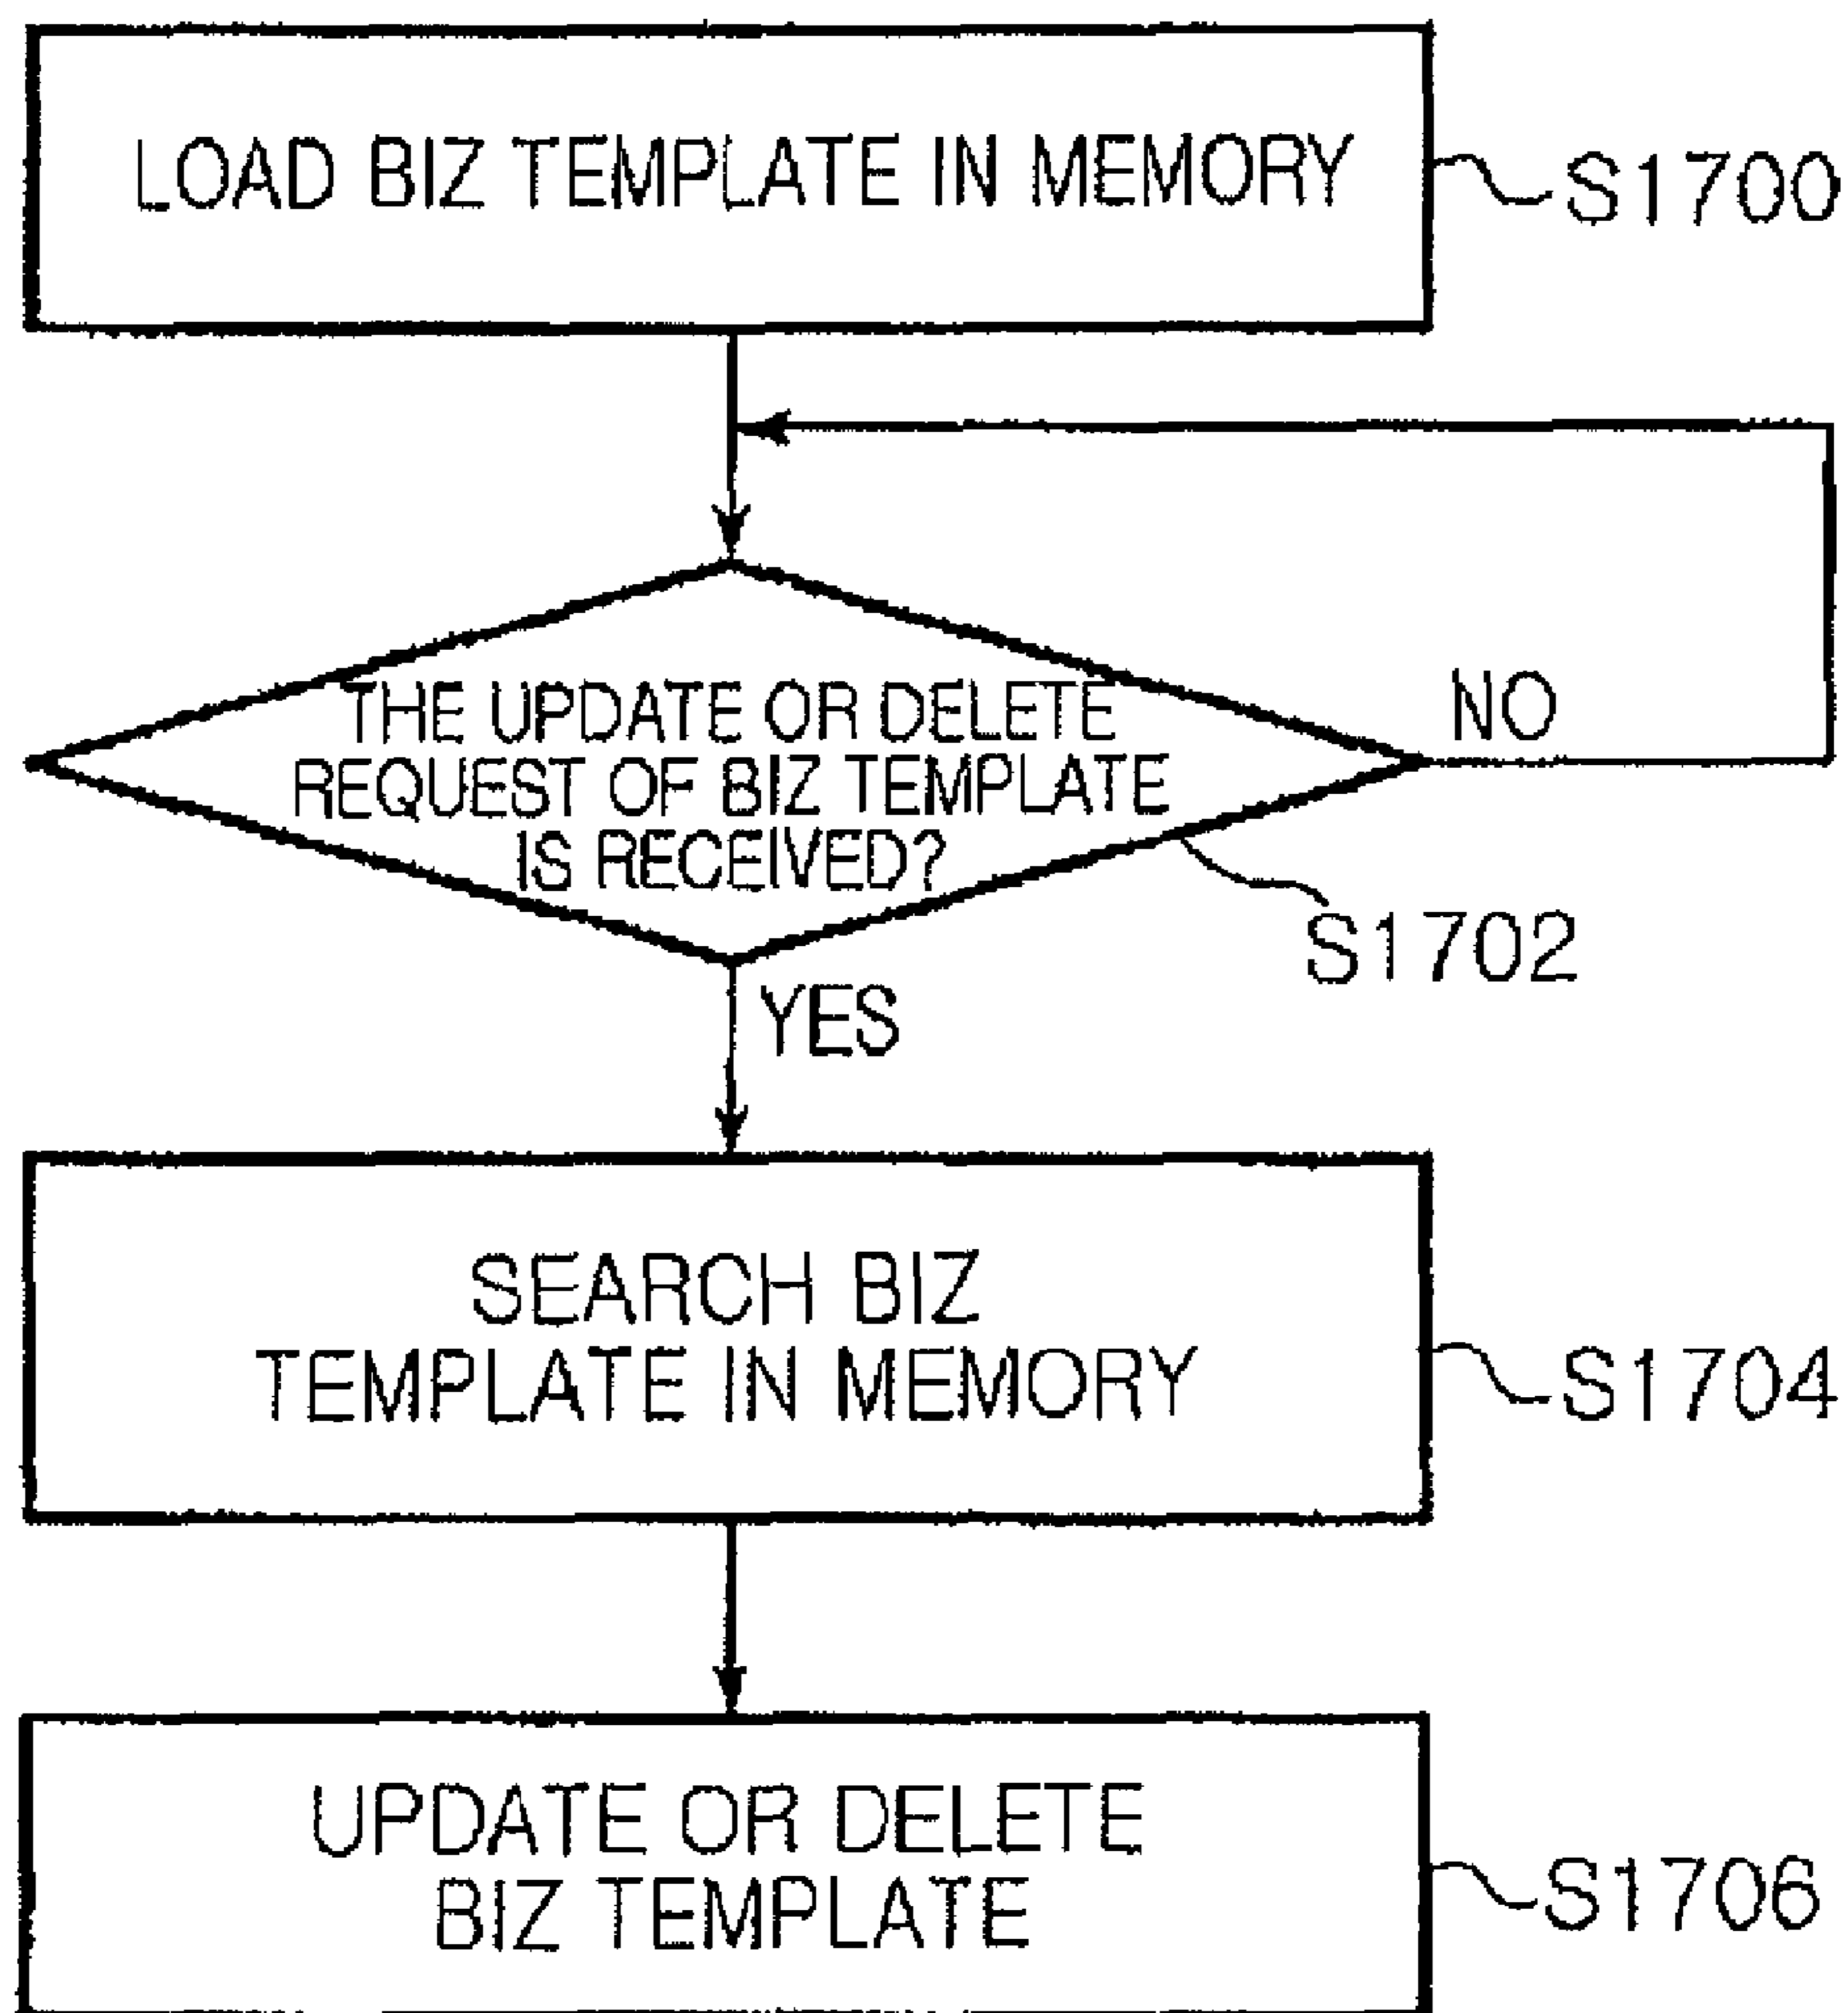 LOAD BIZ TEMPLATE IN MEMORY
S1700
THE UPDATE OR DELETE
REQUEST OF BIZ TEMPLATE
IS RECEIVED?
NO
S1702
YES
SEARCH BIZ
TEMPLATE IN MEMORY
S1704
UPDATE OR DELETE
BIZ TEMPLATE
S1706